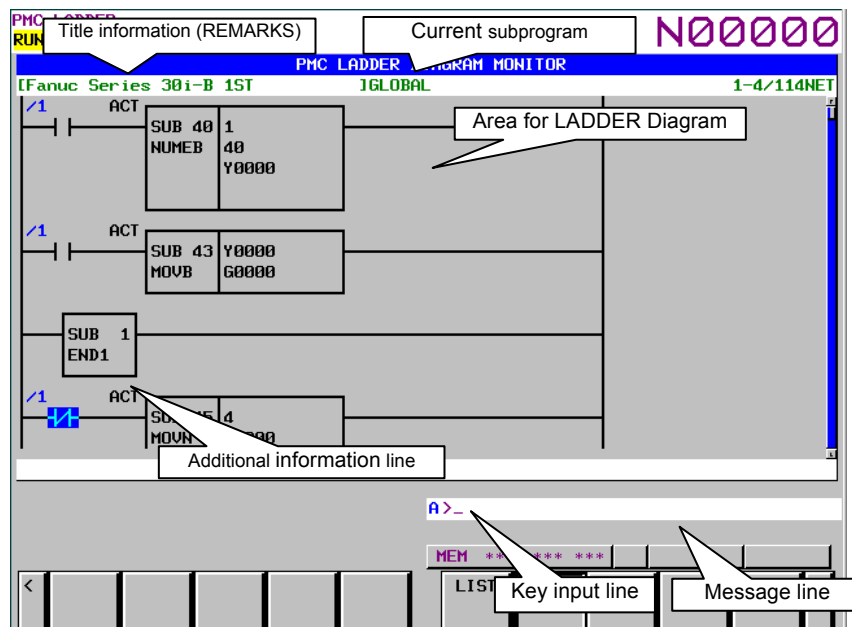 PMC LADDER
RUN
Title information (REMARKS)
Current subprogram
N00000
PMC LADDER DIAGRAM MONITOR
[Fanuc Series 30i-B 1ST ]GLOBAL 1-4/114NET
/1 ACT
SUB 40 1
NUMEB 40
Y0000
Area for LADDER Diagram
/1 ACT
SUB 43 Y0000
MOVB G0000
SUB 1
END1
/1 ACT
4
MOVN
Additional information line
A>_
MEM
***
< LIST
Key input line
Message line